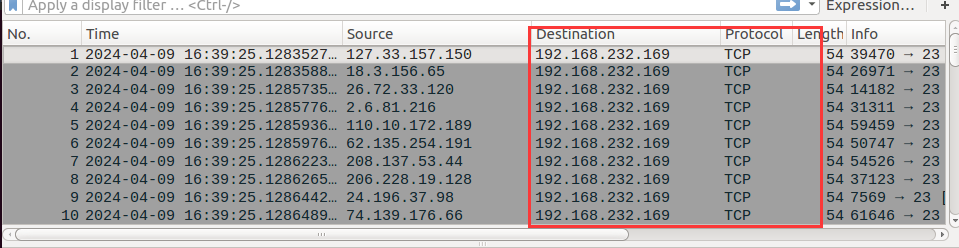 Apply a display filter … <Ctrl-/> Expression… +
No. Time Source Destination Protocol Length Info
1 2024-04-09 16:39:25.1283527… 127.33.157.150 192.168.232.169 TCP 54 39470 → 23
2 2024-04-09 16:39:25.1283588… 18.3.156.65 192.168.232.169 TCP 54 26971 → 23
3 2024-04-09 16:39:25.1285735… 26.72.33.120 192.168.232.169 TCP 54 14182 → 23
4 2024-04-09 16:39:25.1285776… 2.6.81.216 192.168.232.169 TCP 54 31311 → 23
5 2024-04-09 16:39:25.1285936… 110.10.172.189 192.168.232.169 TCP 54 59459 → 23
6 2024-04-09 16:39:25.1285976… 62.135.254.191 192.168.232.169 TCP 54 50747 → 23
7 2024-04-09 16:39:25.1286223… 208.137.53.44 192.168.232.169 TCP 54 54526 → 23
8 2024-04-09 16:39:25.1286265… 206.228.19.128 192.168.232.169 TCP 54 37123 → 23
9 2024-04-09 16:39:25.1286442… 24.196.37.98 192.168.232.169 TCP 54 7569 → 23 [
10 2024-04-09 16:39:25.1286489… 74.139.176.66 192.168.232.169 TCP 54 61646 → 23